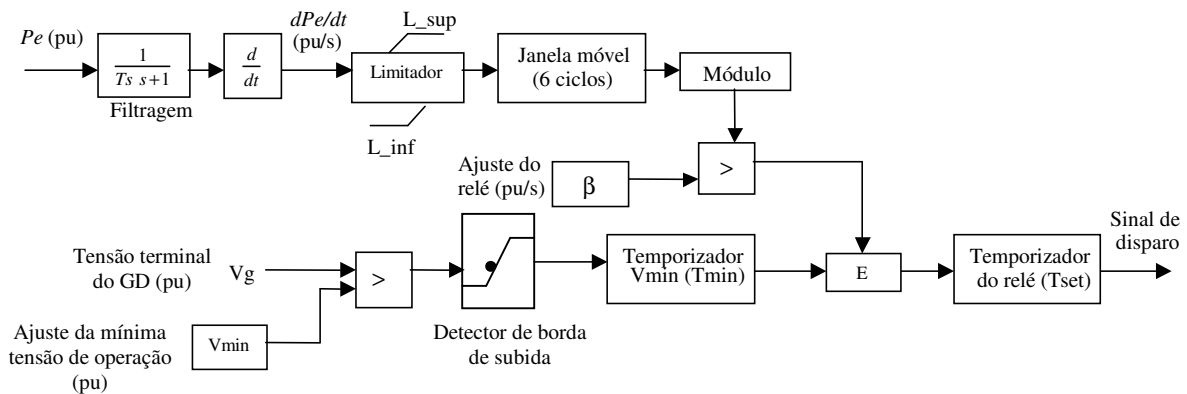 Pe (pu)
1
Ts s+1
Filtragem
d
dt
dPe/dt
(pu/s)
L_sup
Limitador
L_inf
Janela móvel
(6 ciclos)
Módulo
Ajuste do
relé (pu/s)
β
>
Tensão terminal
do GD (pu)
Vg
>
Ajuste da mínima
tensão de operação
(pu)
Vmin
Detector de borda
de subida
Temporizador
Vmin (Tmin)
E
Temporizador
do relé (Tset)
Sinal de
disparo